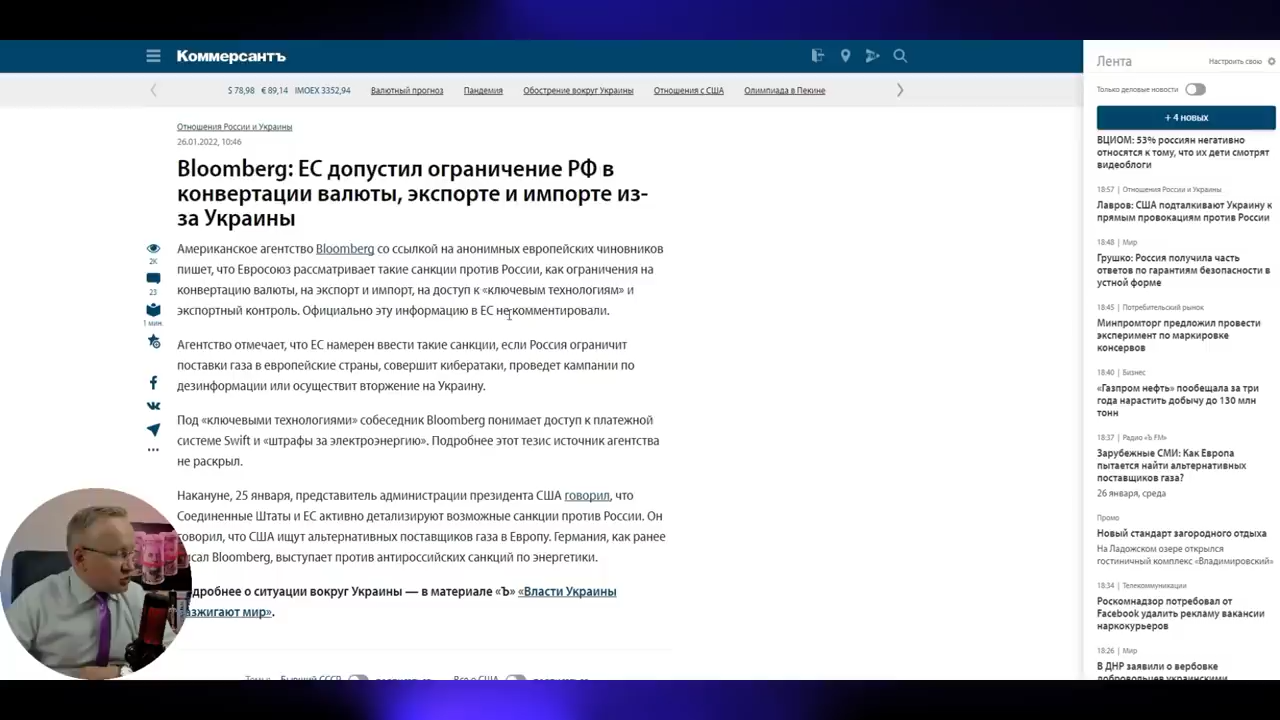 Коммерсантъ
$ 78,98 € 89,14 IMOEX 3352,94 Валютный прогноз Пандемия Обострение вокруг Украины Отношения с США Олимпиада в Пекине
Отношения России и Украины
26.01.2022, 10:46
Bloomberg: ЕС допустил ограничение РФ в
конвертации валюты, экспорте и импорте из-
за Украины
2K
23
1 мин.
Американское агентство Bloomberg со ссылкой на анонимных европейских чиновников
пишет, что Евросоюз рассматривает такие санкции против России, как ограничения на
конвертацию валюты, на экспорт и импорт, на доступ к «ключевым технологиям» и
экспортный контроль. Официально эту информацию в ЕС не комментировали.
Агентство отмечает, что ЕС намерен ввести такие санкции, если Россия ограничит
поставки газа в европейские страны, совершит кибератаки, проведет кампании по
дезинформации или осуществит вторжение на Украину.
Под «ключевыми технологиями» собеседник Bloomberg понимает доступ к платежной
системе Swift и «штрафы за электроэнергию». Подробнее этот тезис источник агентства
не раскрыл.
Накануне, 25 января, представитель администрации президента США говорил, что
Соединенные Штаты и ЕС активно детализируют возможные санкции против России. Он
говорил, что США ищут альтернативных поставщиков газа в Европу. Германия, как ранее
писал Bloomberg, выступает против антироссийских санкций по энергетики.
одробнее о ситуации вокруг Украины — в материале «Ъ» «Власти Украины
азжигают мир».
Лента
Настроить свою
Только деловые новости
+ 4 новых
ВЦИОМ: 53% россиян негативно
относятся к тому, что их дети смотрят
видеоблоги
18:57 | Отношения России и Украины
Лавров: США подталкивают Украину к
прямым провокациям против России
18:48 | Мир
Грушко: Россия получила часть
ответов по гарантиям безопасности в
устной форме
18:45 | Потребительский рынок
Минпромторг предложил провести
эксперимент по маркировке
консервов
18:40 | Бизнес
«Газпром нефть» пообещала за три
года нарастить добычу до 130 млн
тонн
18:37 | Радио «Ъ FM»
Зарубежные СМИ: Как Европа
пытается найти альтернативных
поставщиков газа?
26 января, среда
Промо
Новый стандарт загородного отдыха
На Ладожском озере открылся
гостиничный комплекс «Владимировский»
18:34 | Телекоммуникации
Роскомнадзор потребовал от
Facebook удалить рекламу вакансии
наркокурьеров
18:26 | Мир
В ДНР заявили о вербовке